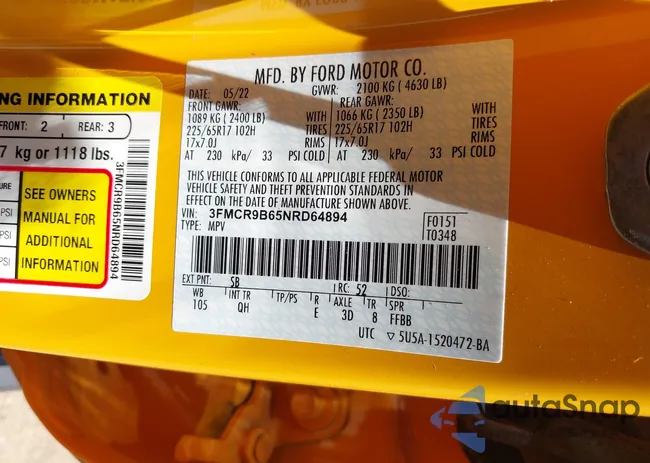 NG INFORMATION
FRONT: 2 REAR: 3
7 kg or 1118 lbs.
SEE OWNERS
MANUAL FOR
ADDITIONAL
INFORMATION
PSI
PSI
3FMCR9B65NRD64894
MFD. BY FORD MOTOR CO.
DATE: 05/22 GVWR: 2100 KG ( 4630 LB)
FRONT GAWR: REAR GAWR:
1089 KG ( 2400 LB) WITH 1066 KG ( 2350 LB) WITH
225/65R17 102H TIRES 225/65R17 102H TIRES
17x7.0J RIMS 17x7.0J RIMS
AT 230 kPa/ 33 PSI COLD AT 230 kPa/ 33 PSI COLD
THIS VEHICLE CONFORMS TO ALL APPLICABLE FEDERAL MOTOR
VEHICLE SAFETY AND THEFT PREVENTION STANDARDS IN
EFFECT ON THE DATE OF MANUFACTURE SHOWN ABOVE.
VIN: 3FMCR9B65NRD64894 F0151
TYPE: MPV T0348
EXT PNT: SB RC: 52 DSO:
WB INT TR TP/PS R AXLE TR SPR
105 QH E 3D 8 FFBB
UTC ▽ 5U5A-1520472-BA
autoSnap